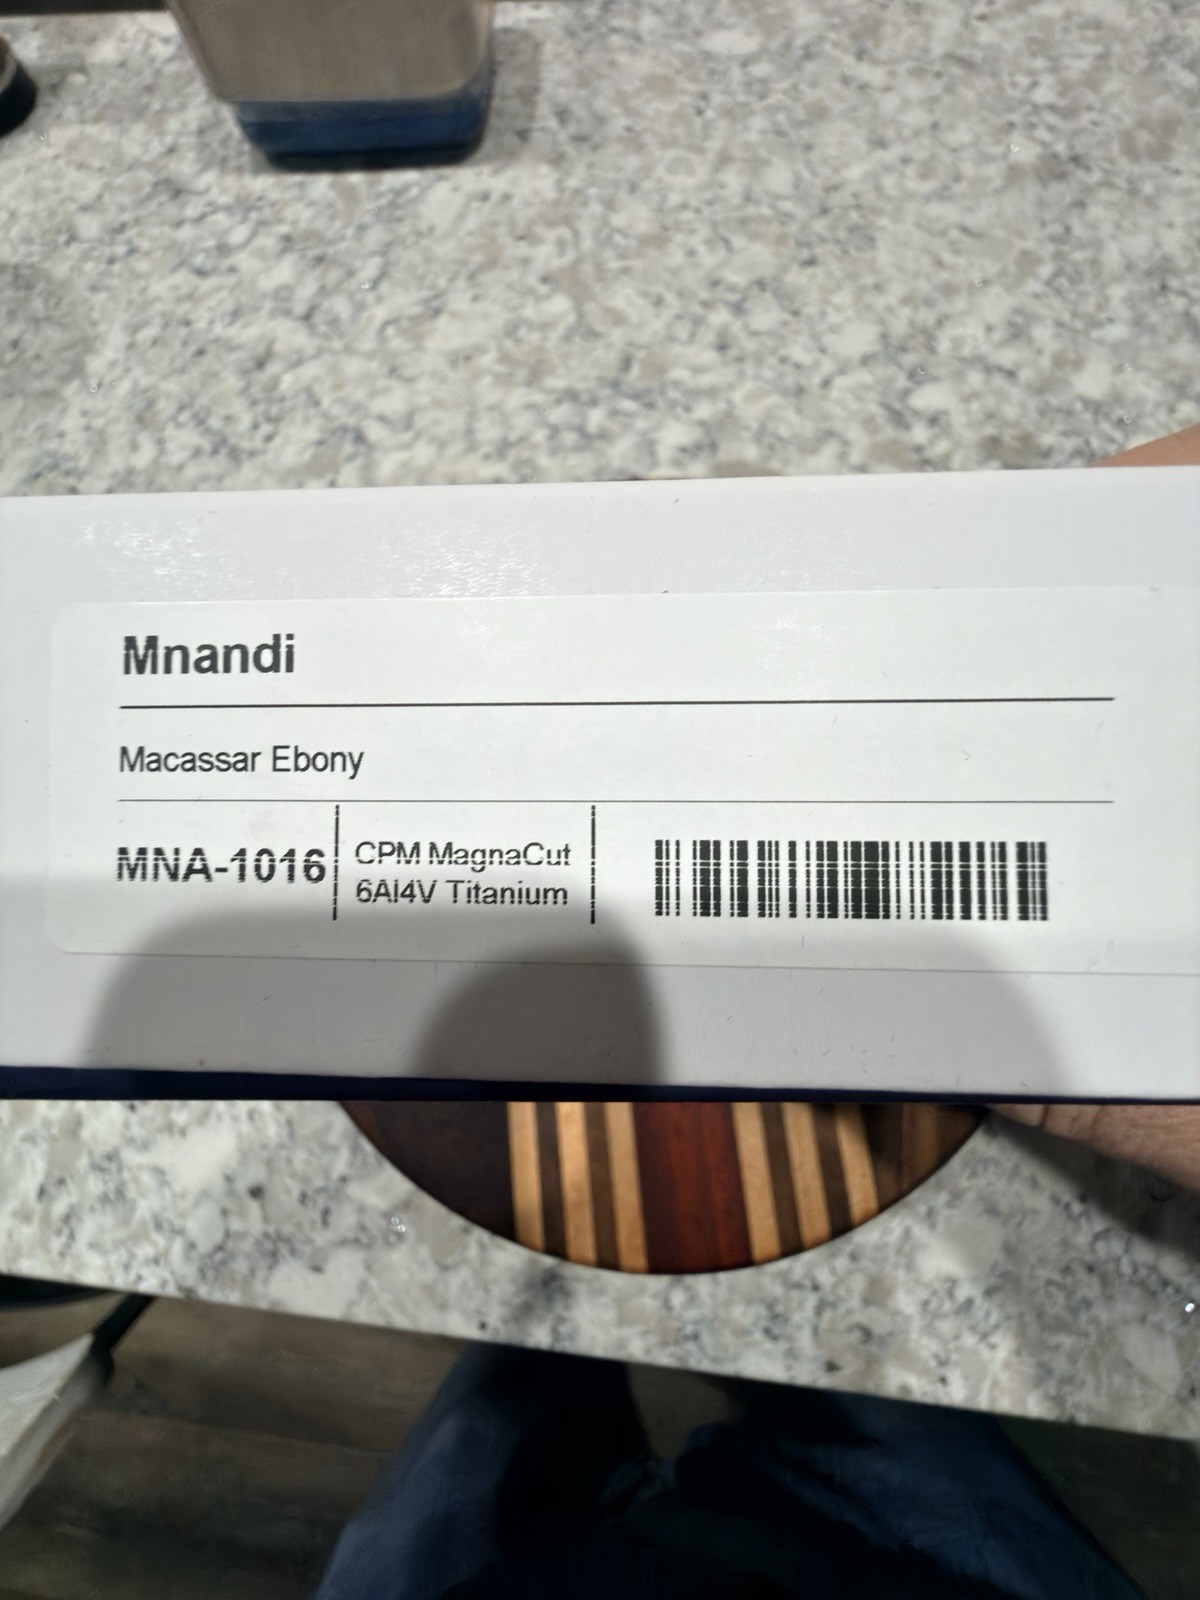 Mnandi
Macassar Ebony
MNA-1016
CPM MagnaCut
6Al4V Titanium